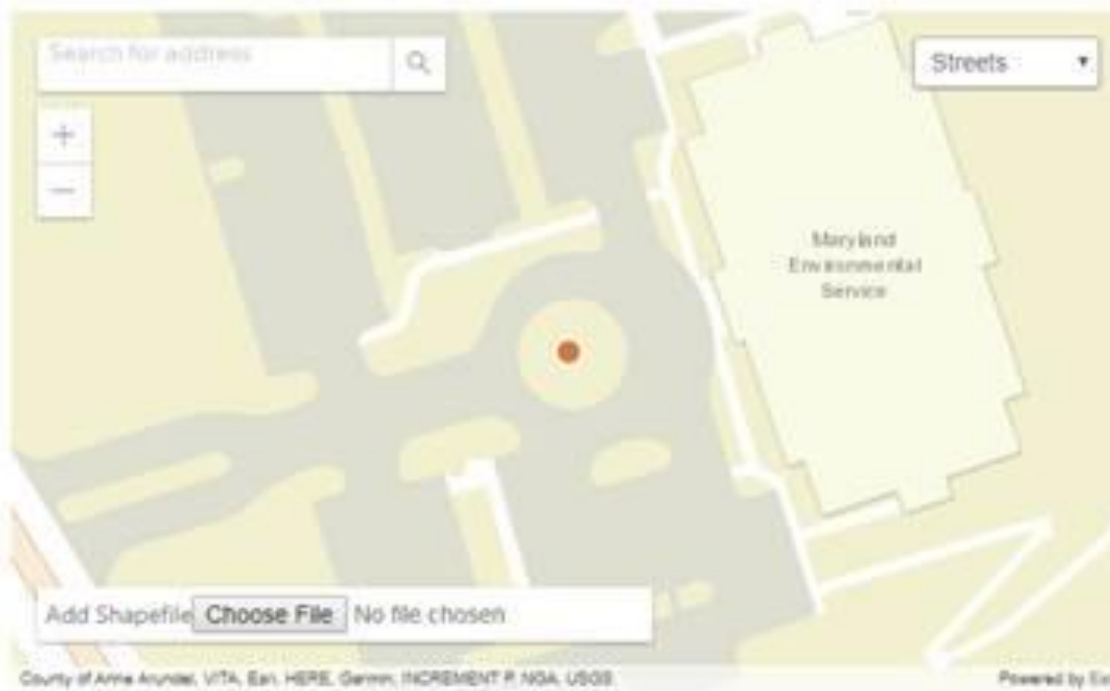 Search for address
Streets
+
−
Maryland
Environmental
Service
Add Shapefile Choose File No file chosen
County of Anne Arundel, VITA, Esri, HERE, Garmin, INCREMENT P, NGA, USGS
Powered by Esri